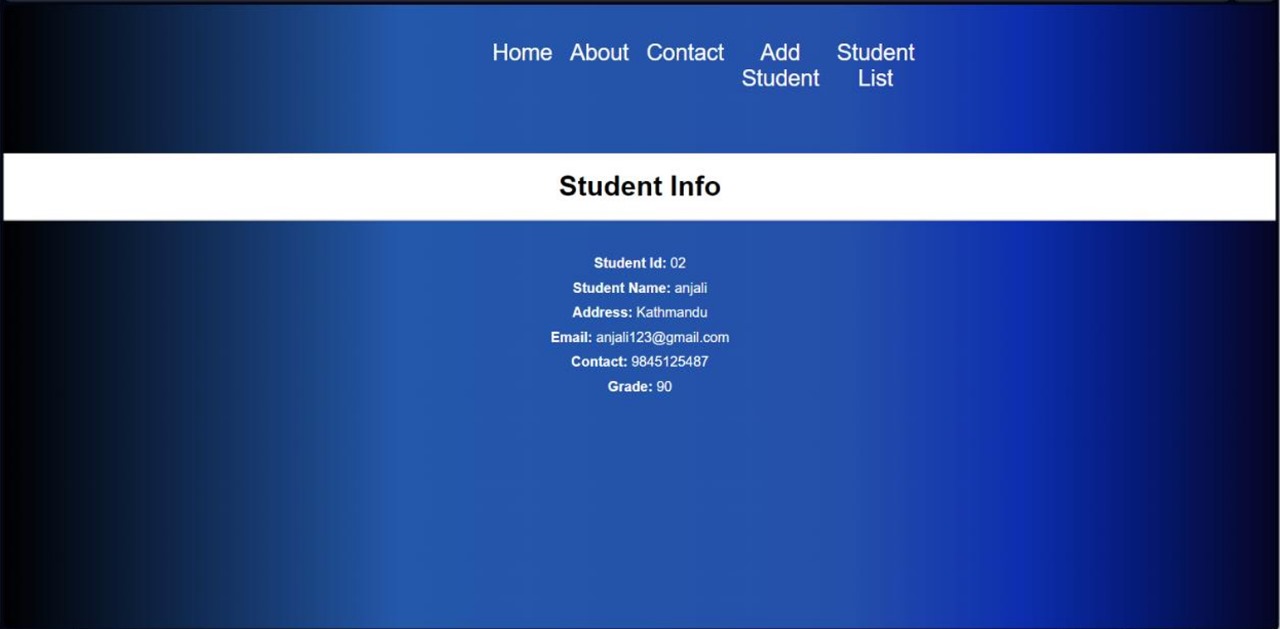 Home About Contact Add Student Student List
Student Info
Student Id: 02
Student Name: anjali
Address: Kathmandu
Email: anjali123@gmail.com
Contact: 9845125487
Grade: 90